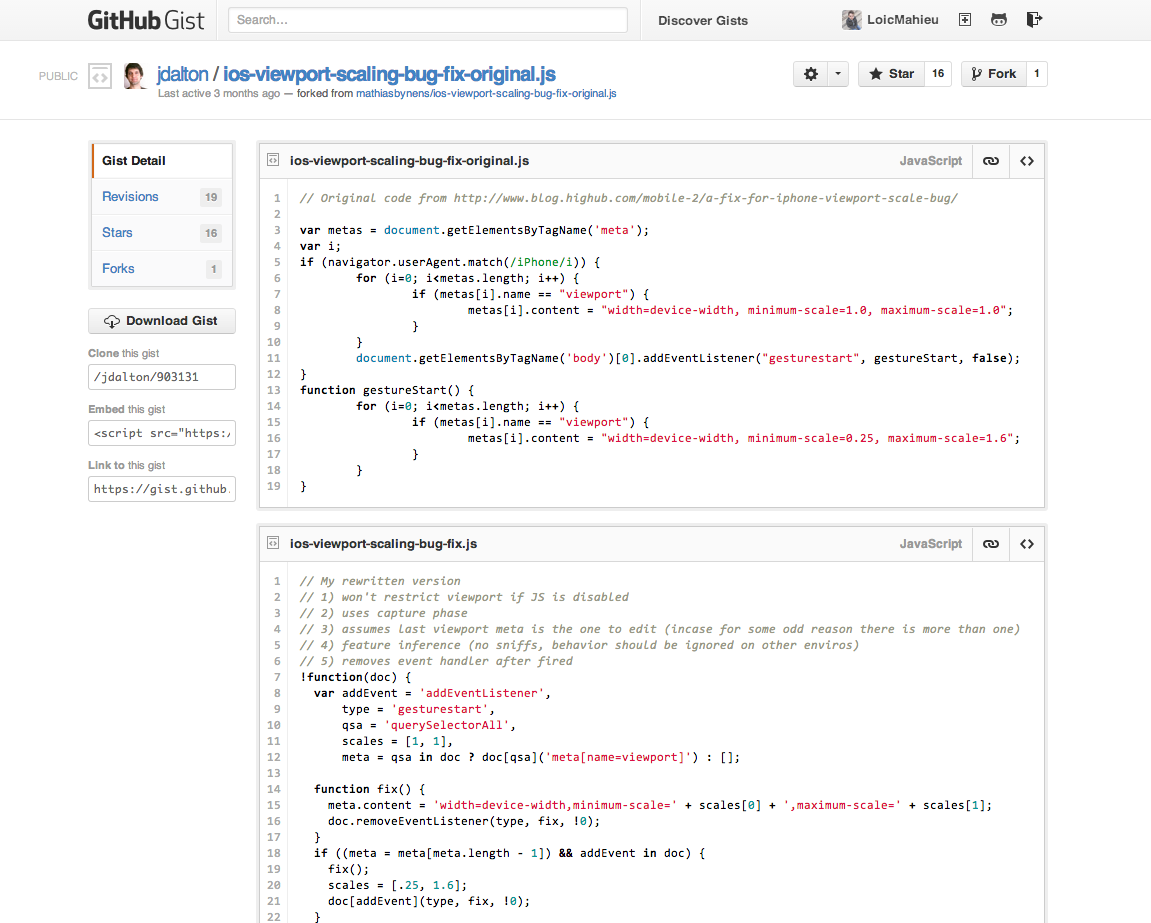 GitHub Gist
Search...
Discover Gists
LoicMahieu
PUBLIC
jdalton / ios-viewport-scaling-bug-fix-original.js
Last active 3 months ago — forked from mathiasbynens/ios-viewport-scaling-bug-fix-original.js
Star 16
Fork 1
Gist Detail
Revisions 19
Stars 16
Forks 1
Download Gist
Clone this gist
/jdalton/903131
Embed this gist
<script src="https:/
Link to this gist
https://gist.github.
ios-viewport-scaling-bug-fix-original.js
JavaScript
1 // Original code from http://www.blog.highub.com/mobile-2/a-fix-for-iphone-viewport-scale-bug/
2
3 var metas = document.getElementsByTagName('meta');
4 var i;
5 if (navigator.userAgent.match(/iPhone/i)) {
6 for (i=0; i<metas.length; i++) {
7 if (metas[i].name == "viewport") {
8 metas[i].content = "width=device-width, minimum-scale=1.0, maximum-scale=1.0";
9 }
10 }
11 document.getElementsByTagName('body')[0].addEventListener("gesturestart", gestureStart, false);
12 }
13 function gestureStart() {
14 for (i=0; i<metas.length; i++) {
15 if (metas[i].name == "viewport") {
16 metas[i].content = "width=device-width, minimum-scale=0.25, maximum-scale=1.6";
17 }
18 }
19 }
ios-viewport-scaling-bug-fix.js
JavaScript
1 // My rewritten version
2 // 1) won't restrict viewport if JS is disabled
3 // 2) uses capture phase
4 // 3) assumes last viewport meta is the one to edit (incase for some odd reason there is more than one)
5 // 4) feature inference (no sniffs, behavior should be ignored on other enviros)
6 // 5) removes event handler after fired
7 !function(doc) {
8 var addEvent = 'addEventListener',
9 type = 'gesturestart',
10 qsa = 'querySelectorAll',
11 scales = [1, 1],
12 meta = qsa in doc ? doc[qsa]('meta[name=viewport]') : [];
13
14 function fix() {
15 meta.content = 'width=device-width,minimum-scale=' + scales[0] + ',maximum-scale=' + scales[1];
16 doc.removeEventListener(type, fix, !0);
17 }
18 if ((meta = meta[meta.length - 1]) && addEvent in doc) {
19 fix();
20 scales = [.25, 1.6];
21 doc[addEvent](type, fix, !0);
22 }